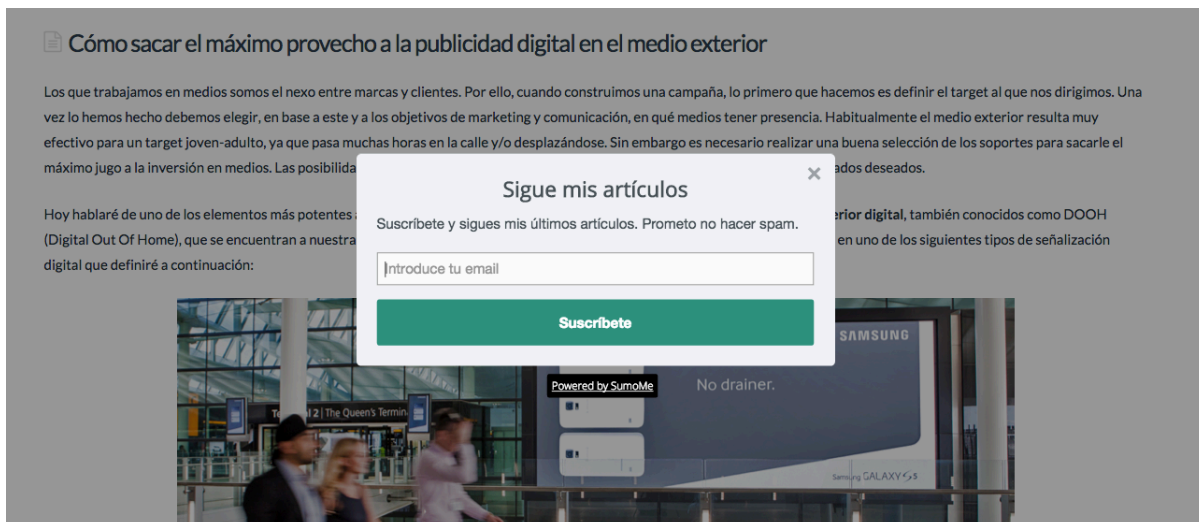 Cómo sacar el máximo provecho a la publicidad digital en el medio exterior
Los que trabajamos en medios somos el nexo entre marcas y clientes. Por ello, cuando construimos una campaña, lo primero que hacemos es definir el target al que nos dirigimos. Una
vez lo hemos hecho debemos elegir, en base a este y a los objetivos de marketing y comunicación, en qué medios tener presencia. Habitualmente el medio exterior resulta muy
efectivo para un target joven-adulto, ya que pasa muchas horas en la calle y/o desplazándose. Sin embargo es necesario realizar una buena selección de los soportes para sacarle el
máximo jugo a la inversión en medios. Las deseados.
Hoy hablaré de uno de los elementos más potentes digital, también conocidos como DOOH
(Digital Out Of Home), que se encuentran a en uno de los siguientes tipos de señalización
digital que definiré a continuación:
×
Sigue mis artículos
Suscríbete y sigues mis últimos artículos. Prometo no hacer spam.
Introduce tu email
Suscríbete
Powered by SumoMe
SAMSUNG
No drainer.
2 | The Queen's
Samsung GALAXY S5